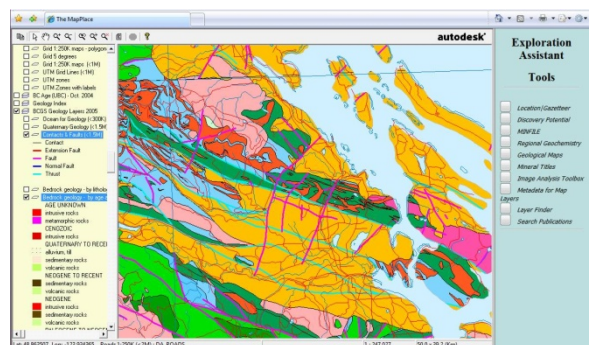 The MapPlace
autodesk
Grid 1:250K maps - polygon
Grid 5 degrees
Grid 1:250K maps (<1M)
UTM Grid Lines (<1M)
UTM zones
UTM Zones with labels
BC Age (UBC) - Oct. 2004
Geology Index
BCGS Geology Layers 2005
Ocean for Geology (<300K)
Quaternary Geology (<1.5M
Contacts & Faults (<1.5M)
Contact
Extension Fault
Fault
Normal Fault
Thrust
Bedrock geology - by litholo
Bedrock geology - by age
AGE UNKNOWN
intrusive rocks
metamorphic rocks
CENOZOIC
intrusive rocks
QUATERNARY TO RECE
alluvium, till
sedimentary rocks
volcanic rocks
NEOGENE TO RECENT
sedimentary rocks
volcanic rocks
NEOGENE
intrusive rocks
sedimentary rocks
volcanic rocks
Exploration
Assistant
Tools
Location/Gazetteer
Discovery Potential
MINFILE
Regional Geochemistry
Geological Maps
Mineral Titles
Image Analysis Toolbox
Metadata for Map
Layers
Layer Finder
Search Publications